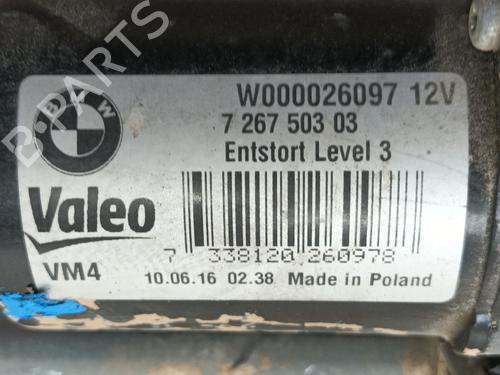 BMW
W000026097 12V
7 267 503 03
Entstort Level 3
Valeo
7 338120 260978
VM4
10.06.16 02.38 Made in Poland